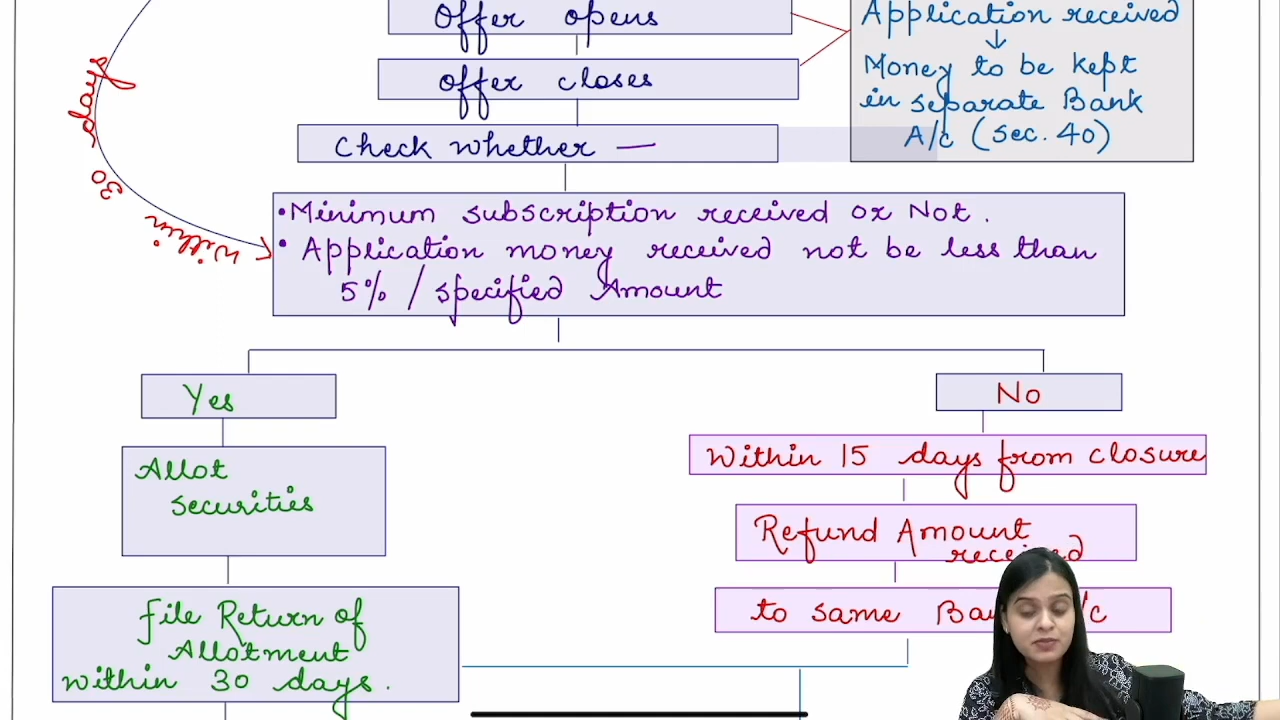 Offer opens
offer closes
Check whether —
Application received
↓
Money to be kept
in separate Bank
A/c (sec. 40)
within 30 days
• Minimum subscription received or Not.
• Application money received not be less than
5% / specified Amount
Yes
Allot
securities
file Return of
Allotment
within 30 days.
No
Within 15 days from closure
Refund Amount
received
to same